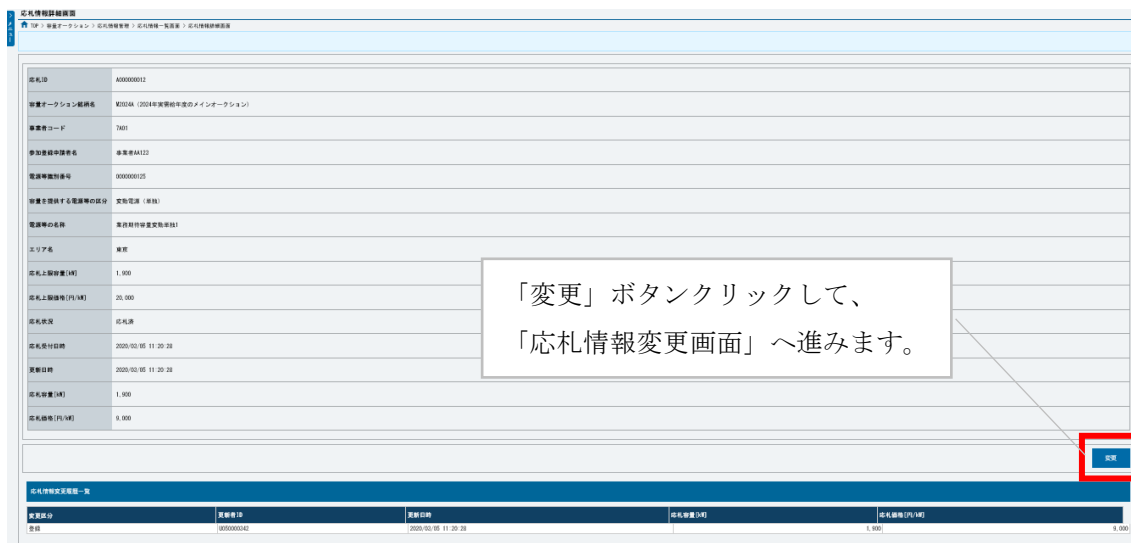 応札情報詳細画面
TOP > 容量オークション > 応札情報管理 > 応札情報一覧画面 > 応札情報詳細画面
> メニュー
応札ID A000000012
容量オークション銘柄名 M2024A (2024年実需給年度のメインオークション)
事業者コード 7A01
参加登録申請者名 事業者AA122
電源等識別番号 0000000125
容量を提供する電源等の区分 変動電源 (単独)
電源等の名称 業務期待容量変動単独1
エリア名 東京
応札上限容量[kW] 1,900
応札上限価格[円/kW] 20,000
応札状況 応札済
応札受付日時 2020/02/05 11:20:28
更新日時 2020/02/05 11:20:28
応札容量[kW] 1,900
応札価格[円/kW] 9,000
「変更」ボタンクリックして、
「応札情報変更画面」へ進みます。
変更
応札情報変更履歴一覧
変更区分 更新者ID 更新日時 応札容量[kW] 応札価格[円/kW]
登録 U050000342 2020/02/05 11:20:28 1,900 9,000